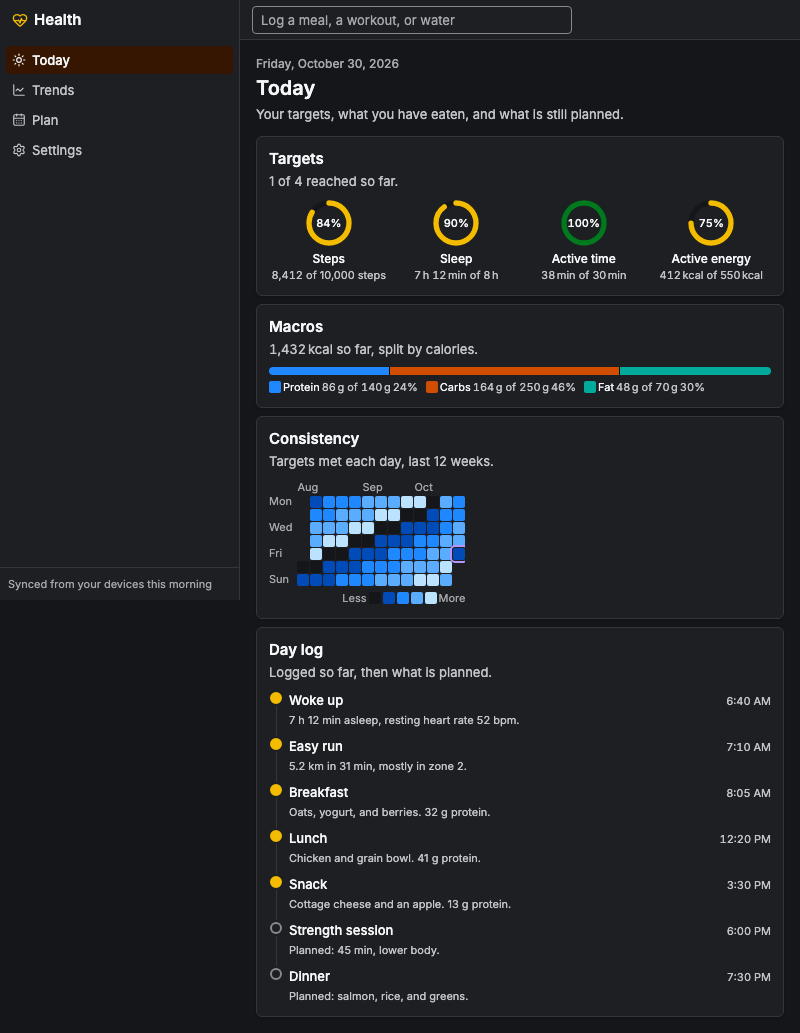 Health
Log a meal, a workout, or water
Today
Trends
Plan
Settings
Synced from your devices this morning
Friday, October 30, 2026
Today
Your targets, what you have eaten, and what is still planned.
Targets
1 of 4 reached so far.
84%
90%
100%
75%
Steps
Sleep
Active time
Active energy
8,412 of 10,000 steps
7 h 12 min of 8 h
38 min of 30 min
412 kcal of 550 kcal
Macros
1,432 kcal so far, split by calories.
Protein 86 g of 140 g 24%
Carbs 164 g of 250 g 46%
Fat 48 g of 70 g 30%
Consistency
Targets met each day, last 12 weeks.
Aug Sep Oct
Mon
Wed
Fri
Sun
Less More
Day log
Logged so far, then what is planned.
Woke up 6:40 AM
7 h 12 min asleep, resting heart rate 52 bpm.
Easy run 7:10 AM
5.2 km in 31 min, mostly in zone 2.
Breakfast 8:05 AM
Oats, yogurt, and berries. 32 g protein.
Lunch 12:20 PM
Chicken and grain bowl. 41 g protein.
Snack 3:30 PM
Cottage cheese and an apple. 13 g protein.
Strength session 6:00 PM
Planned: 45 min, lower body.
Dinner 7:30 PM
Planned: salmon, rice, and greens.